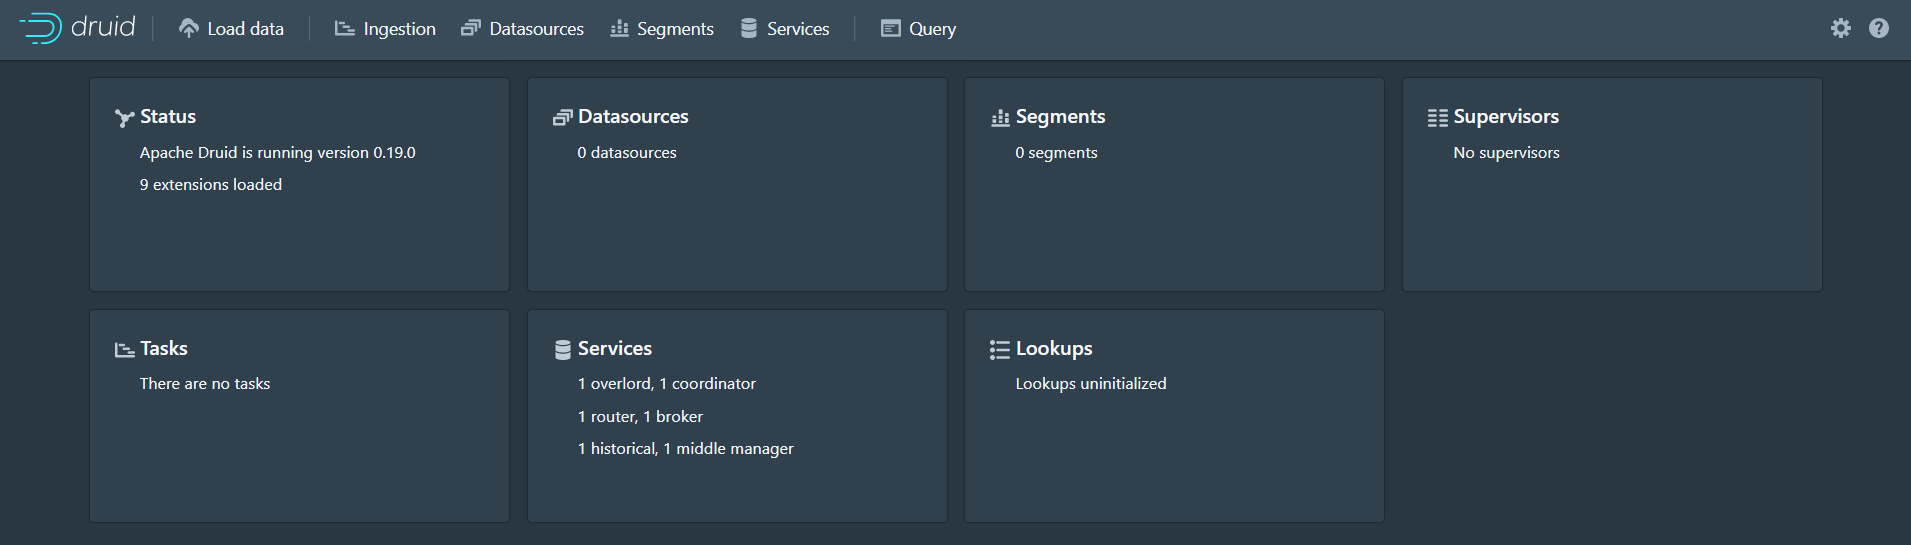 druid Load data Ingestion Datasources Segments Services Query
Status
Apache Druid is running version 0.19.0
9 extensions loaded
Datasources
0 datasources
Segments
0 segments
Supervisors
No supervisors
Tasks
There are no tasks
Services
1 overlord, 1 coordinator
1 router, 1 broker
1 historical, 1 middle manager
Lookups
Lookups uninitialized